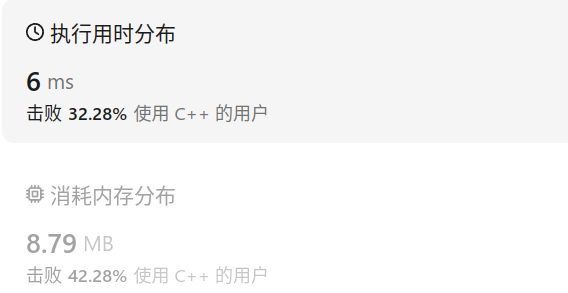 执行用时分布
6 ms
击败 32.28% 使用 C++ 的用户
消耗内存分布
8.79 MB
击败 42.28% 使用 C++ 的用户